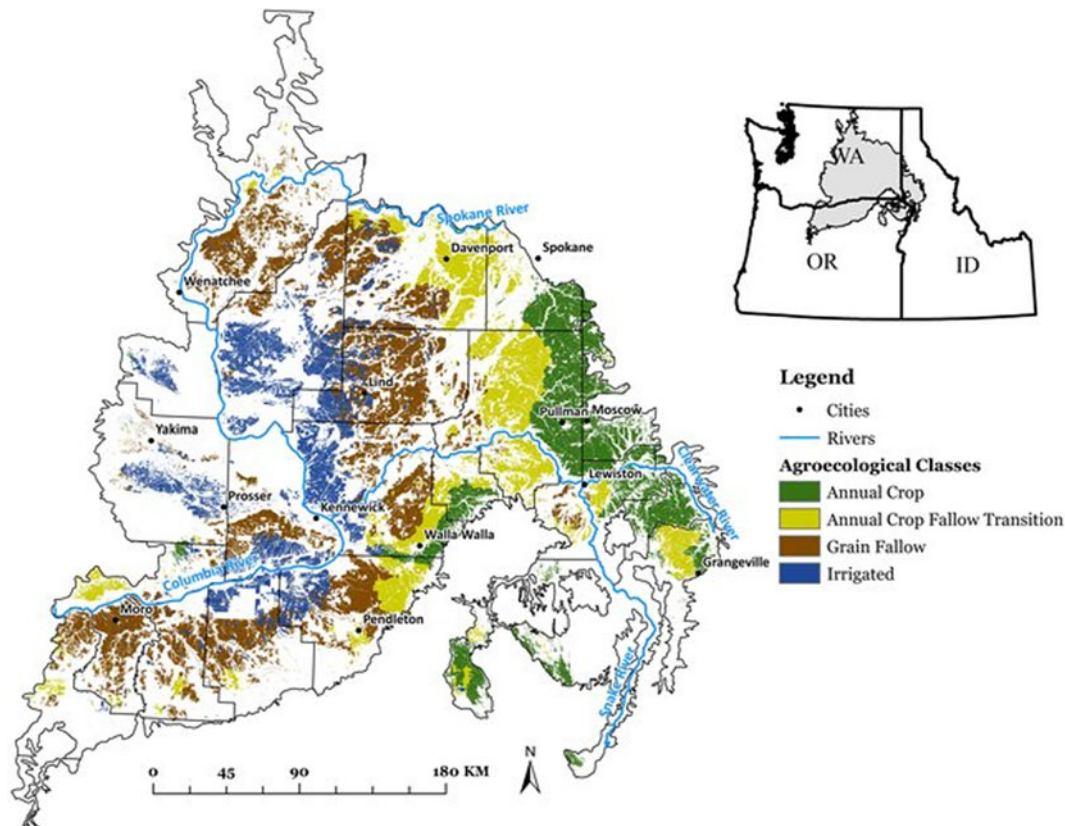 Spokane River
Davenport
Spokane
Wenatchee
Lind
Pullman
Moscow
Yakima
Lewiston
Clearwater River
Prosser
Kennewick
Walla Walla
Grangeville
Columbia River
Moro
Pendleton
Snake River
N
0 45 90 180 KM
WA
OR
ID
Legend
Cities
Rivers
Agroecological Classes
Annual Crop
Annual Crop Fallow Transition
Grain Fallow
Irrigated